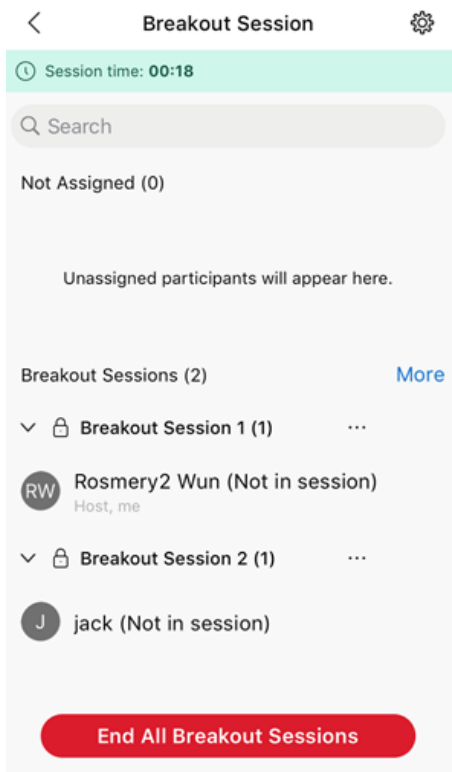 Breakout Session
Session time: 00:18
Search
Not Assigned (0)
Unassigned participants will appear here.
Breakout Sessions (2) More
Breakout Session 1 (1) ...
RW Rosmery2 Wun (Not in session)
Host, me
Breakout Session 2 (1) ...
J jack (Not in session)
End All Breakout Sessions